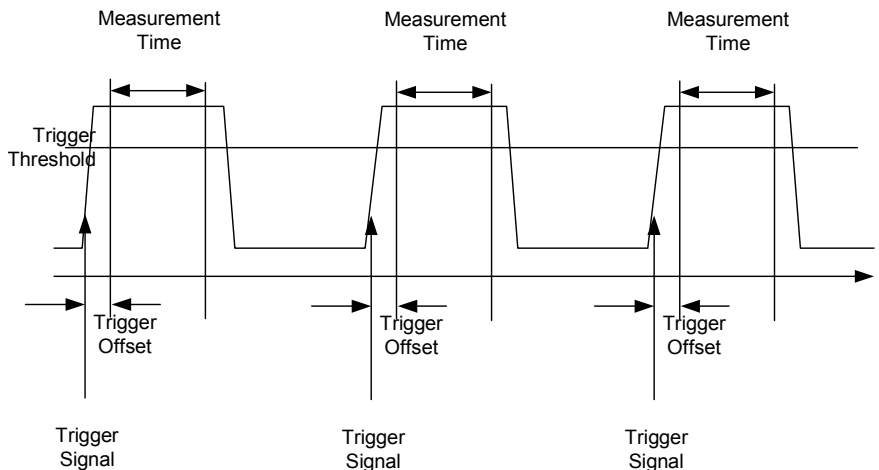 Measurement
Time
Measurement
Time
Measurement
Time
Trigger
Threshold
Trigger
Offset
Trigger
Offset
Trigger
Offset
Trigger
Signal
Trigger
Signal
Trigger
Signal